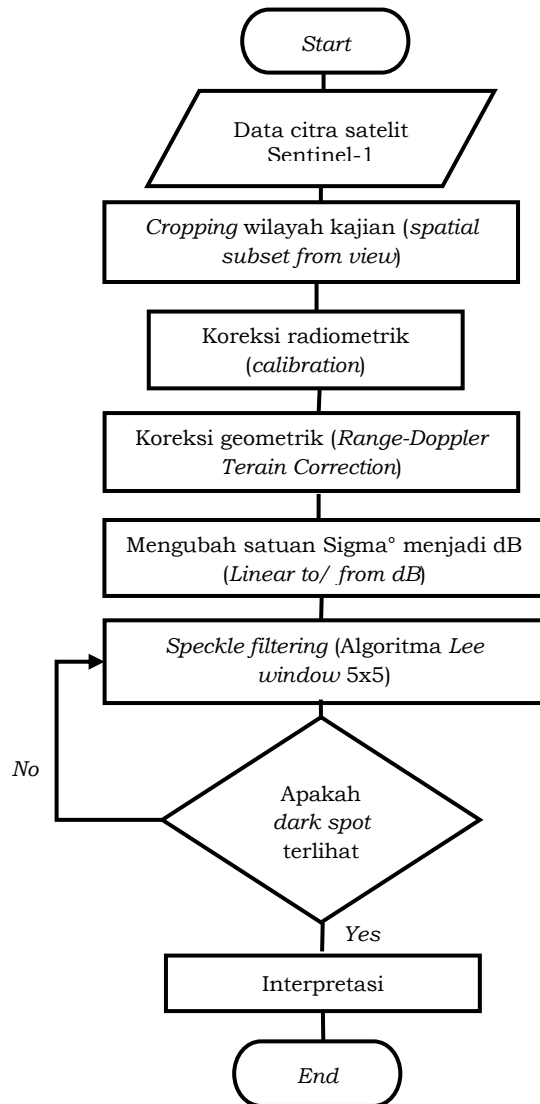 Start
Data citra satelit
Sentinel-1
Cropping wilayah kajian (spatial
subset from view)
Koreksi radiometrik
(calibration)
Koreksi geometrik (Range-Doppler
Terain Correction)
Mengubah satuan Sigma° menjadi dB
(Linear to/ from dB)
Speckle filtering (Algoritma Lee
window 5x5)
No
Apakah
dark spot
terlihat
Yes
Interpretasi
End